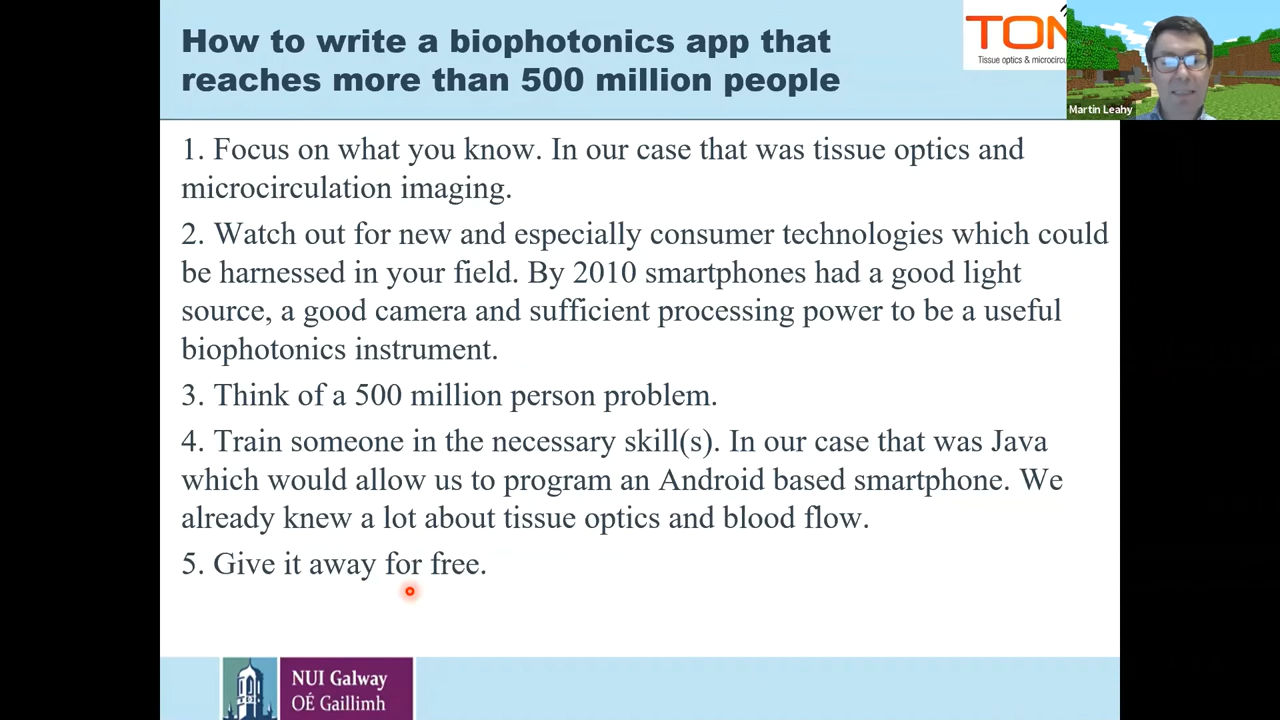 How to write a biophotonics app that
reaches more than 500 million people
Tissue optics & microcircu
Martin Leahy
1. Focus on what you know. In our case that was tissue optics and
microcirculation imaging.
2. Watch out for new and especially consumer technologies which could
be harnessed in your field. By 2010 smartphones had a good light
source, a good camera and sufficient processing power to be a useful
biophotonics instrument.
3. Think of a 500 million person problem.
4. Train someone in the necessary skill(s). In our case that was Java
which would allow us to program an Android based smartphone. We
already knew a lot about tissue optics and blood flow.
5. Give it away for free.
NUI Galway
OÉ Gaillimh